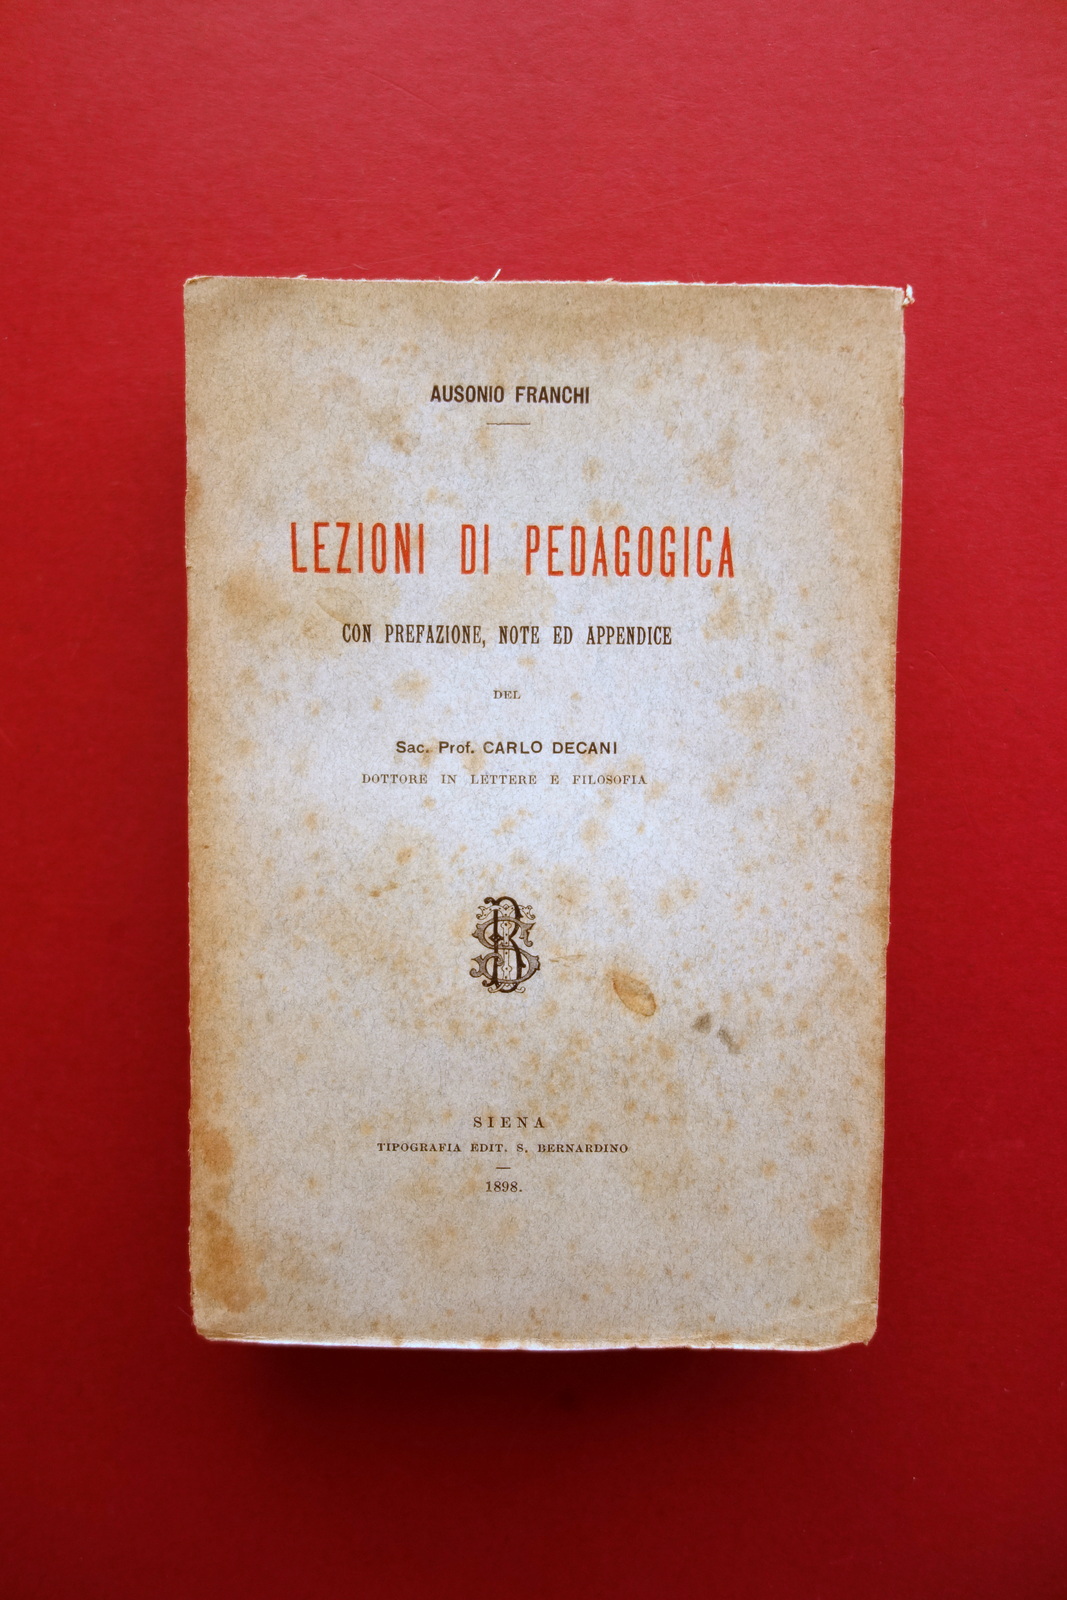 AUSONIO FRANCHI
LEZIONI DI PEDAGOGICA
CON PREFAZIONE, NOTE ED APPENDICE
DEL
Sac. Prof. CARLO DECANI
DOTTORE IN LETTERE E FILOSOFIA
SIENA
TIPOGRAFIA EDIT. S. BERNARDINO
1898.